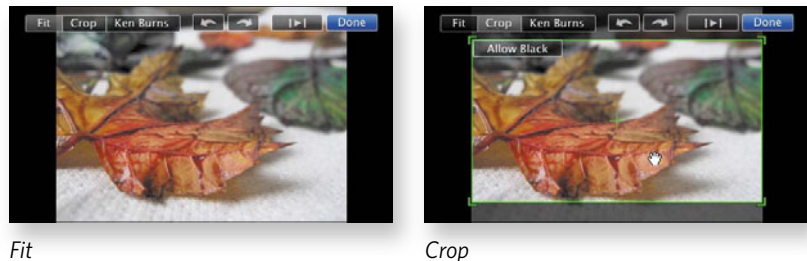 Fit Crop Ken Burns Done
Fit Crop Ken Burns Done
Allow Black
Fit
Crop